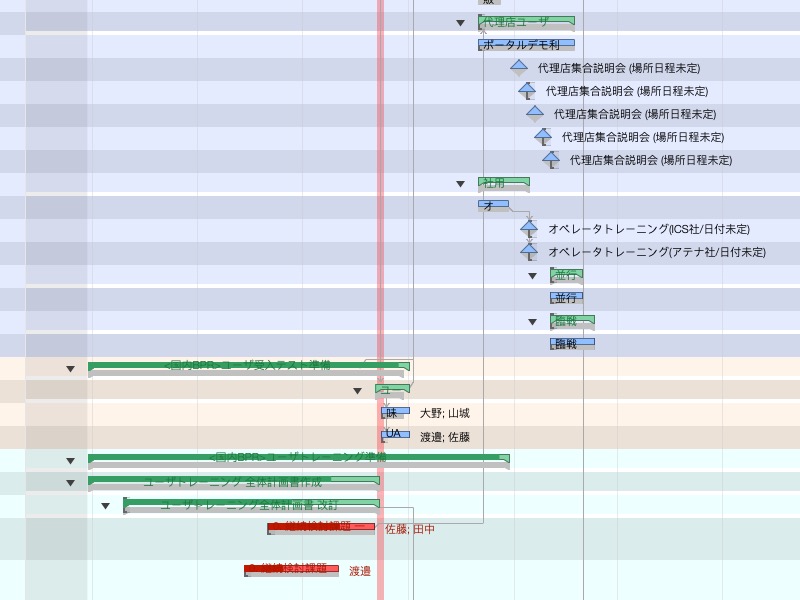 代理店ユーザ
ポータルデモ利
代理店集合説明会 (場所日程未定)
代理店集合説明会 (場所日程未定)
代理店集合説明会 (場所日程未定)
代理店集合説明会 (場所日程未定)
代理店集合説明会 (場所日程未定)
社用
オ
オペレータトレーニング(ICS社/日付未定)
オペレータトレーニング(アテナ社/日付未定)
並行
並行
臨戦
臨戦
<国内BPR>ユーザ受入テスト準備
ユー
味 大野; 山城
UA 渡邉; 佐藤
<国内BPR>ユーザトレーニング準備
ユーザトレーニング 全体計画書作成
ユーザトレーニング全体計画書 改訂
継続検討課題 佐藤; 田中
継続検討課題 渡邉